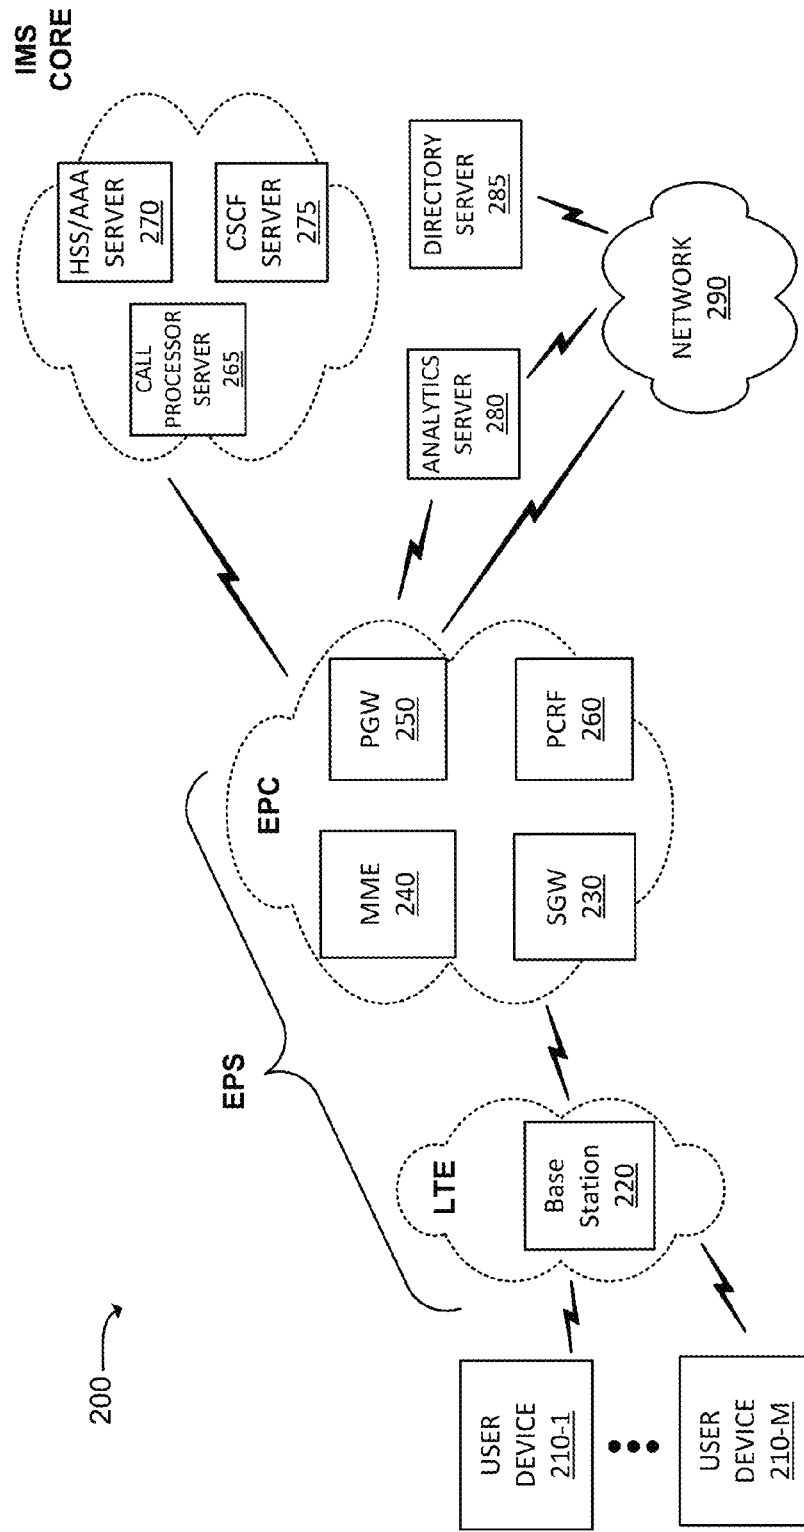 200
EPS
LTE
EPC
IMS
CORE
USER
DEVICE
210-1
USER
DEVICE
210-M
Base
Station
220
MME
240
SGW
230
PGW
250
PCRF
260
CALL
PROCESSOR
SERVER
265
HSS/AAA
SERVER
270
CSCF
SERVER
275
ANALYTICS
SERVER
280
DIRECTORY
SERVER
285
NETWORK
290